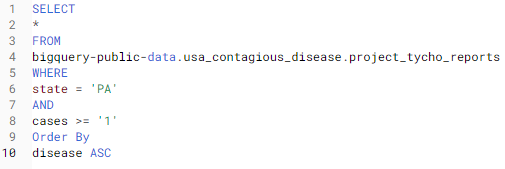 1 SELECT
2 *
3 FROM
4 bigquery-public-data.usa_contagious_disease.project_tycho_reports
5 WHERE
6 state = 'PA'
7 AND
8 cases >= '1'
9 Order By
10 disease ASC